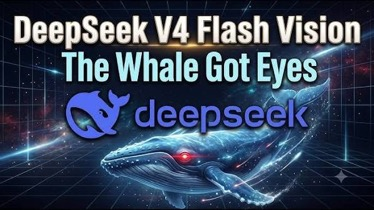 DeepSeek V4 Flash Vision
The Whale Got Eyes
deepseek